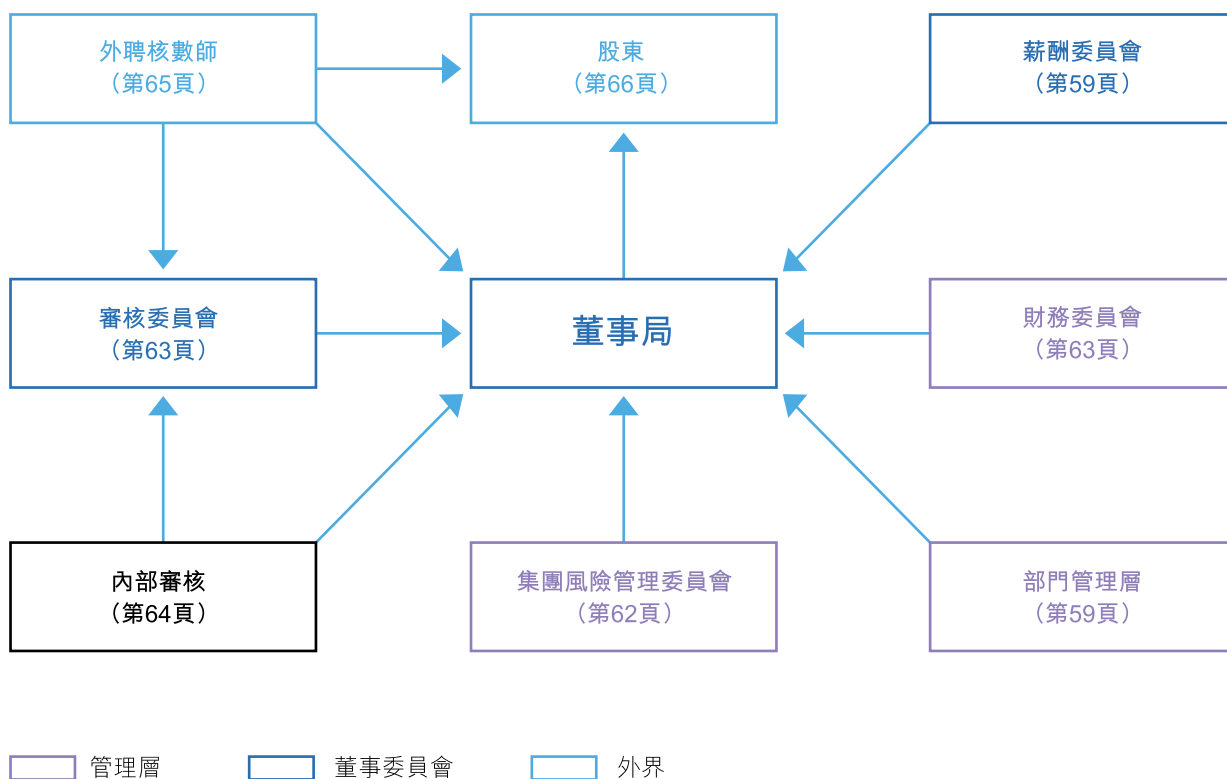 外聘核數師
（第65頁）
股東
（第66頁）
薪酬委員會
（第59頁）
審核委員會
（第63頁）
董事局
財務委員會
（第63頁）
內部審核
（第64頁）
集團風險管理委員會
（第62頁）
部門管理層
（第59頁）
管理層
董事委員會
外界